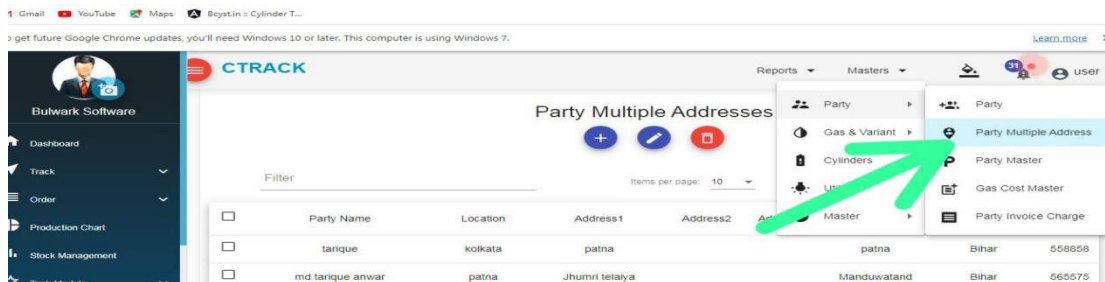 Gmail YouTube Maps Bcyst.in :: Cylinder T...
get future Google Chrome updates, you'll need Windows 10 or later. This computer is using Windows 7. Learn more
CTRACK Reports Masters 31 user
Bulwark Software
Dashboard
Track
Order
Production Chart
Stock Management
Party Multiple Addresses
Filter
Items per page: 10
Party Name Location Address1 Address2
tarique kolkata patna patna Bihar 558858
md tarique anwar patna Jhumri telaiya Manduwatand Bihar 565575
Party
Gas & Variant
Cylinders
Master
Party
Party Multiple Address
Party Master
Gas Cost Master
Party Invoice Charge